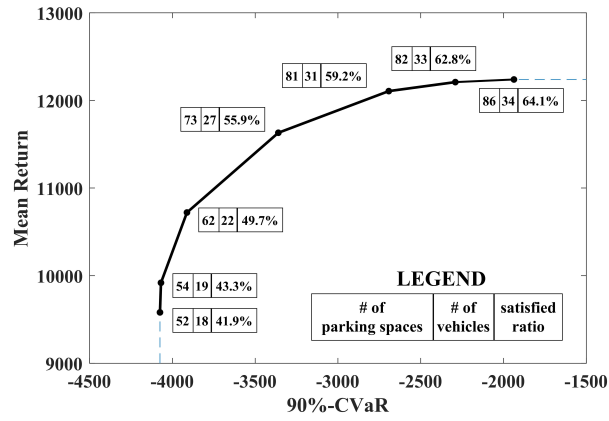 13000
12000
11000
10000
9000
Mean Return
82 33 62.8%
81 31 59.2%
86 34 64.1%
73 27 55.9%
62 22 49.7%
54 19 43.3%
52 18 41.9%
LEGEND
# of parking spaces
# of vehicles
satisfied ratio
-4500 -4000 -3500 -3000 -2500 -2000 -1500
90%-CVaR